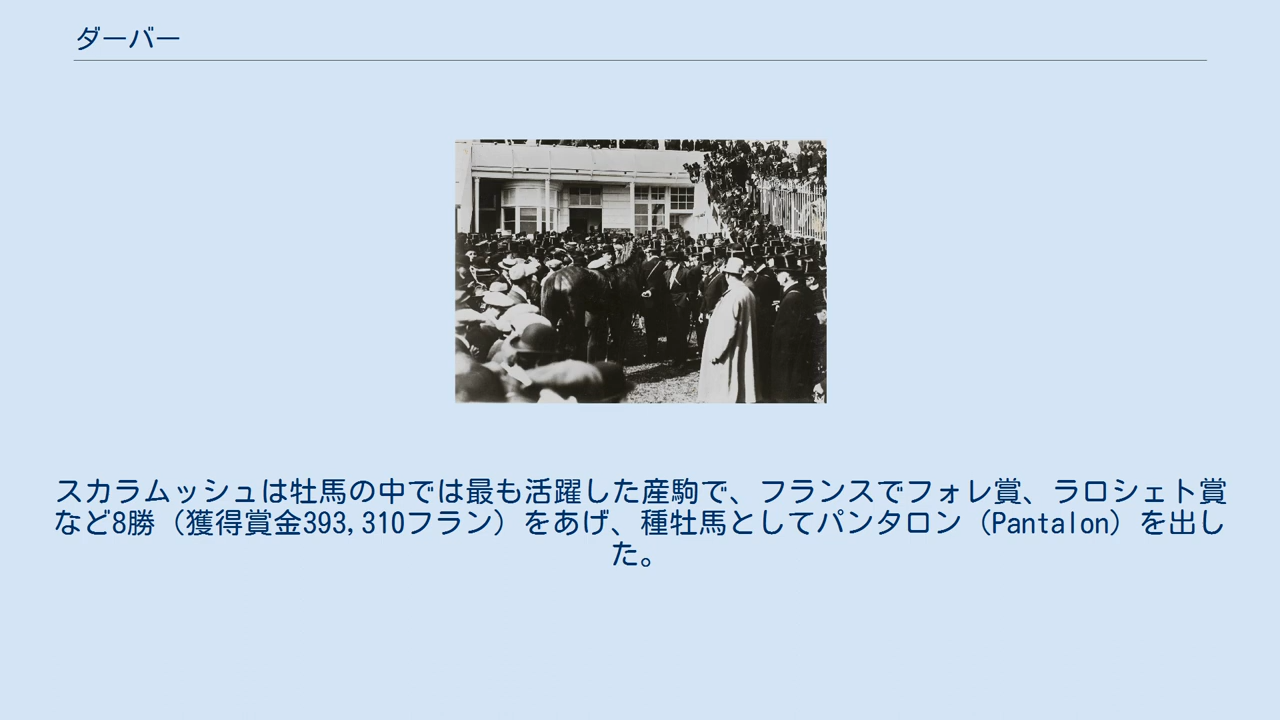 ダーバー
スカラムッシュは牡馬の中では最も活躍した産駒で、フランスでフォレ賞、ラロシェト賞
など8勝（獲得賞金393,310フラン）をあげ、種牡馬としてパンタロン（Pantalon）を出し
た。